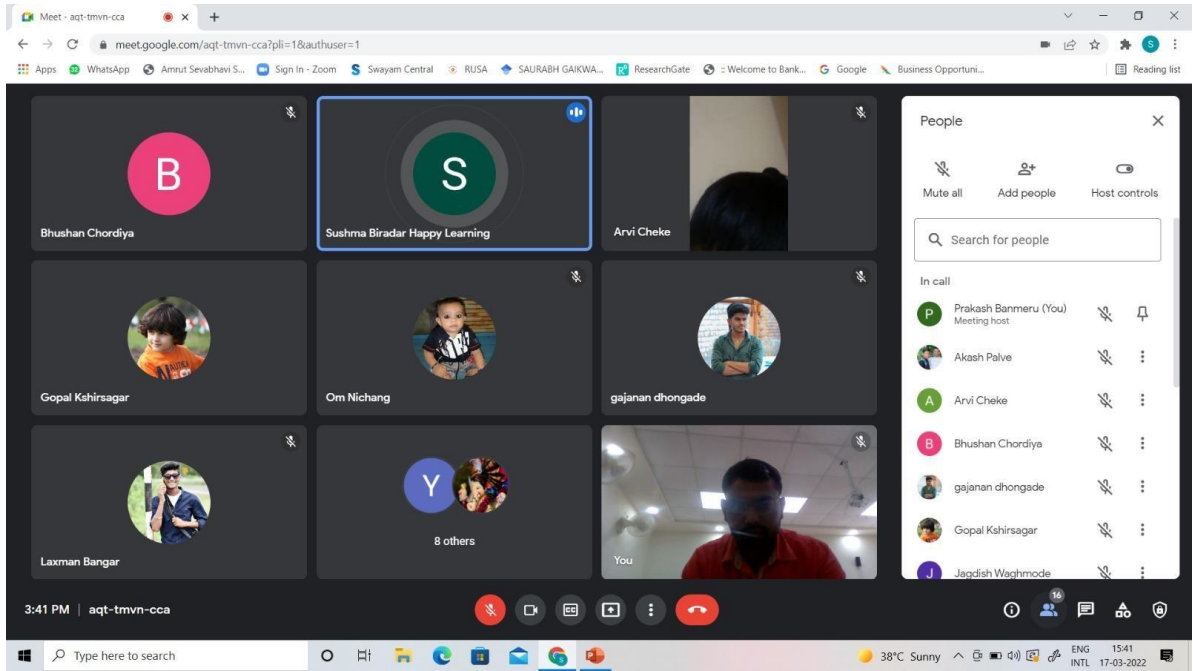 Meet - aqt-tmvn-cca
meet.google.com/aqt-tmvn-cca?pli=1&authuser=1
Apps WhatsApp Amrut Sevabhavi S... Sign In - Zoom Swayam Central RUSA SAURABH GAIKWA... ResearchGate :: Welcome to Bank... Google Business Opportuni... Reading list
B
Bhushan Chordiya
S
Sushma Biradar Happy Learning
Arvi Cheke
Gopal Kshirsagar
Om Nichang
gajanan dhongade
Laxman Bangar
Y
8 others
You
People
Mute all Add people Host controls
Search for people
In call
P Prakash Banmeru (You)
Meeting host
Akash Palve
A Arvi Cheke
B Bhushan Chordiya
gajanan dhongade
Gopal Kshirsagar
J Jagdish Waghmode
3:41 PM | aqt-tmvn-cca
16
Type here to search
38°C Sunny
ENG
INTL
15:41
17-03-2022